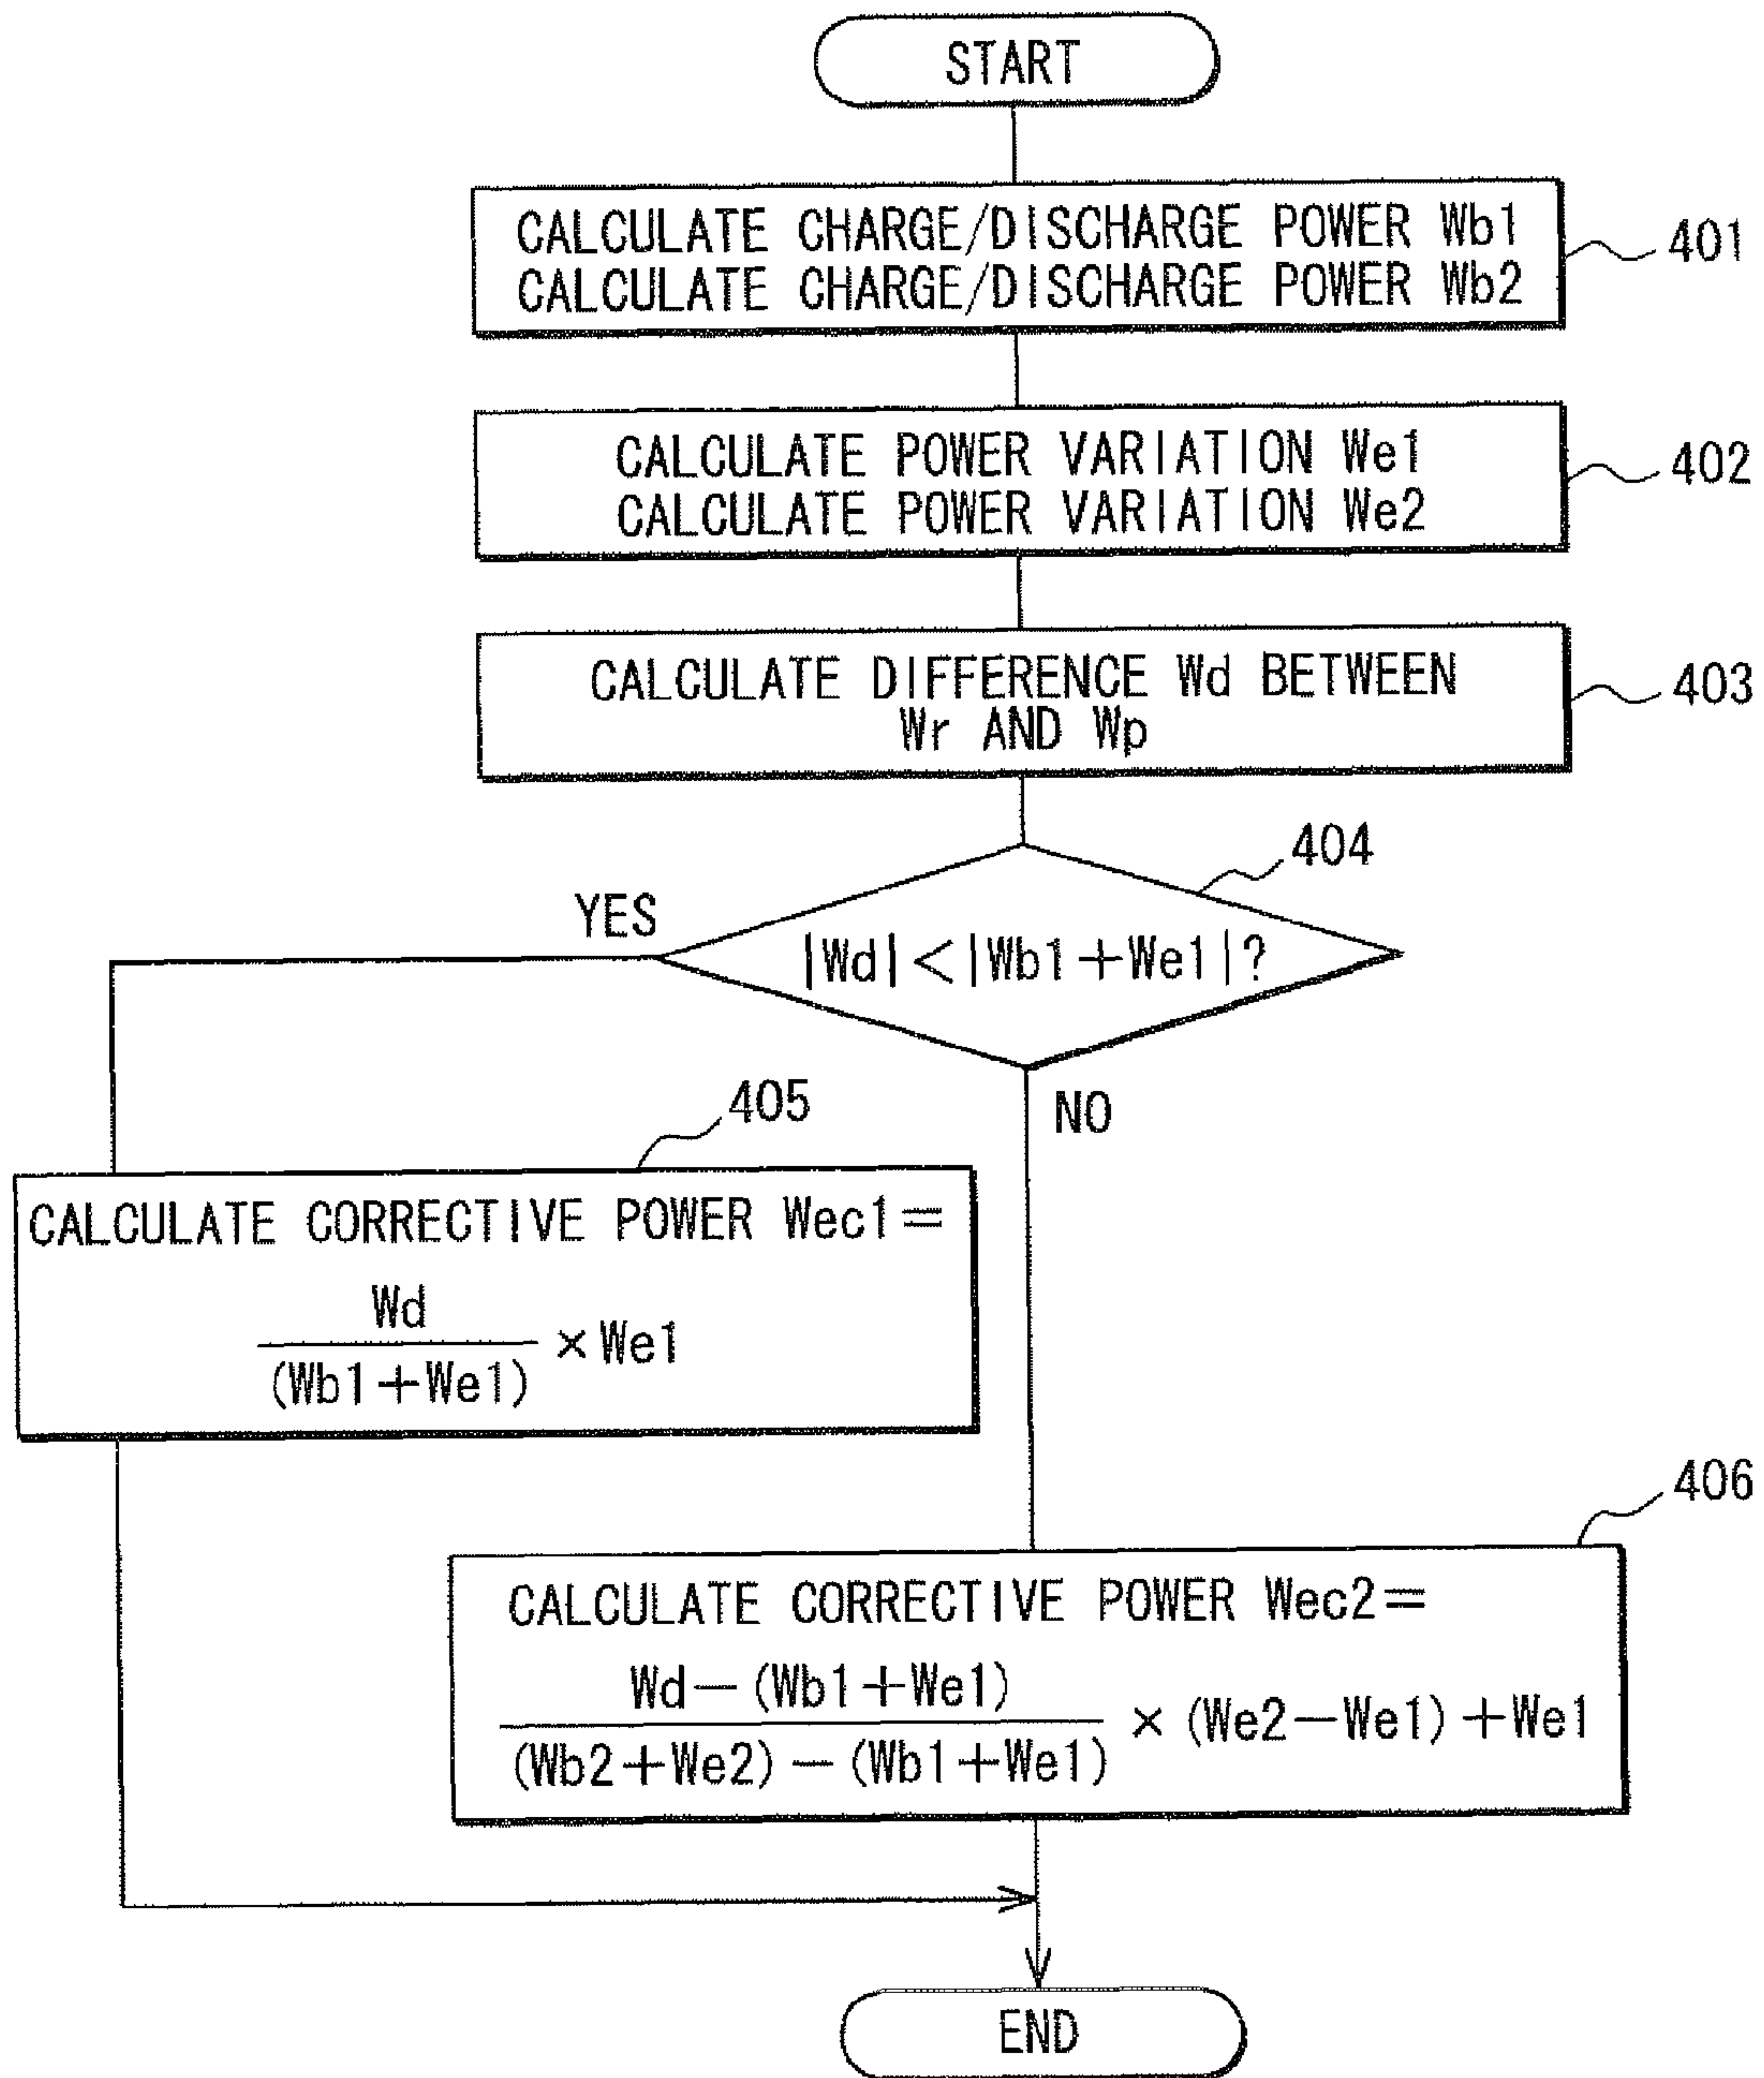 START
CALCULATE CHARGE/DISCHARGE POWER Wb1
CALCULATE CHARGE/DISCHARGE POWER Wb2
401
CALCULATE POWER VARIATION We1
CALCULATE POWER VARIATION We2
402
CALCULATE DIFFERENCE Wd BETWEEN
Wr AND Wp
403
404
YES
|Wd|<|Wb1+We1|?
NO
405
CALCULATE CORRECTIVE POWER Wec1=
Wd
(Wb1+We1)
×We1
406
CALCULATE CORRECTIVE POWER Wec2=
Wd-(Wb1+We1)
(Wb2+We2)-(Wb1+We1)
×(We2-We1)+We1
END